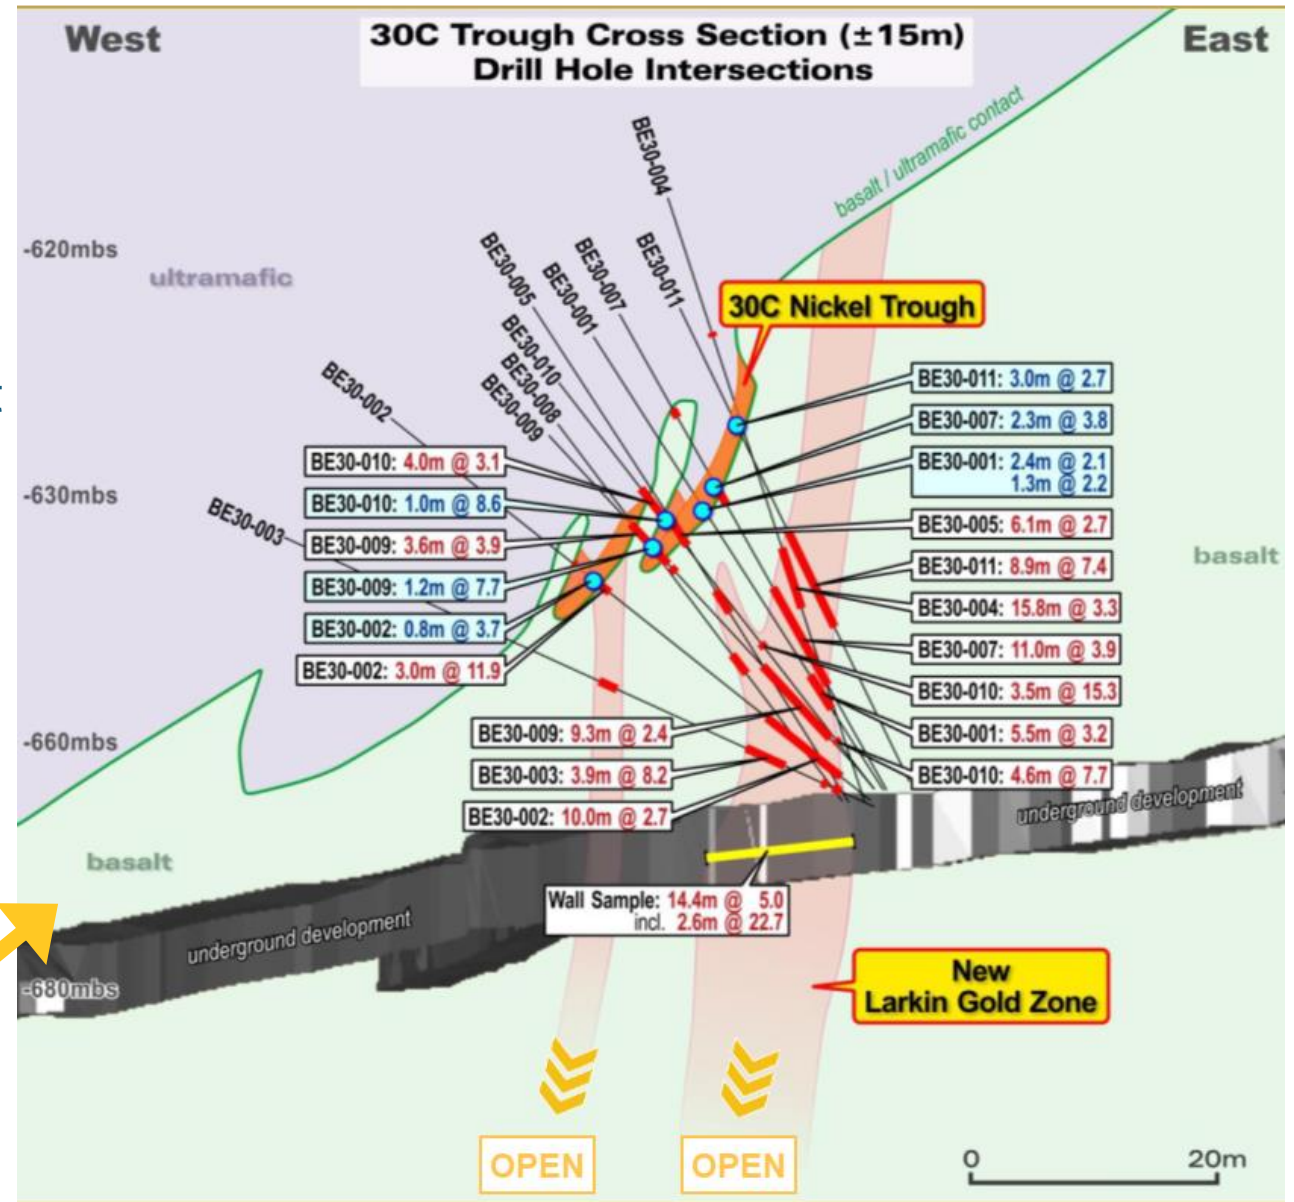 West
30C Trough Cross Section (±15m)
Drill Hole Intersections
East
basalt / ultramafic contact
BE30-004
BE30-011
BE30-007
BE30-001
BE30-005
BE30-010
BE30-008
BE30-009
BE30-002
BE30-003
-620mbs
ultramafic
30C Nickel Trough
BE30-011: 3.0m @ 2.7
BE30-007: 2.3m @ 3.8
BE30-001: 2.4m @ 2.1
1.3m @ 2.2
BE30-005: 6.1m @ 2.7
BE30-011: 8.9m @ 7.4
BE30-004: 15.8m @ 3.3
BE30-007: 11.0m @ 3.9
BE30-010: 3.5m @ 15.3
BE30-001: 5.5m @ 3.2
BE30-010: 4.6m @ 7.7
BE30-010: 4.0m @ 3.1
BE30-010: 1.0m @ 8.6
BE30-009: 3.6m @ 3.9
BE30-009: 1.2m @ 7.7
BE30-002: 0.8m @ 3.7
BE30-002: 3.0m @ 11.9
-630mbs
basalt
BE30-009: 9.3m @ 2.4
BE30-003: 3.9m @ 8.2
BE30-002: 10.0m @ 2.7
-660mbs
underground development
basalt
Wall Sample: 14.4m @ 5.0
incl. 2.6m @ 22.7
underground development
-680mbs
New
Larkin Gold Zone
OPEN
OPEN
0 20m